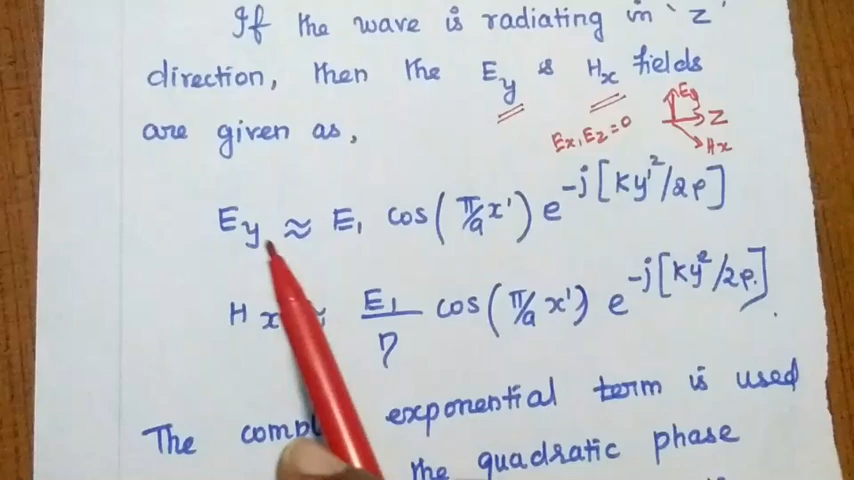 If the wave is radiating in 'z'
direction, then the Ey & Hx fields
are given as,
Ex, Ez = 0
Ey
Z
Hx
Ey ≈ E₁ cos(π/a x') e^-j[Ky'²/2ρ]
Hx ≈ E₁/η cos(π/a x') e^-j[Ky'²/2ρ].
The exponential term is used
the quadratic phase